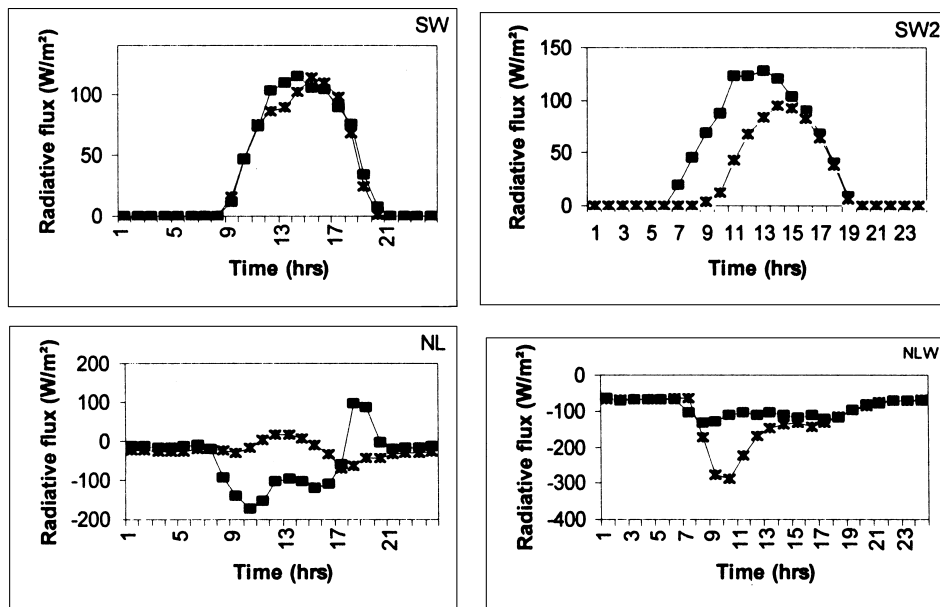 SW
Radiative flux (W/m²)
100
50
0
1 5 9 13 17 21
Time (hrs)
SW2
Radiative flux (W/m²)
150
100
50
0
1 3 5 7 9 11 13 15 17 19 21 23
Time (hrs)
NL
Radiative flux (W/m²)
200
100
0
-100
-200
1 5 9 13 17 21
Time (hrs)
NLW
Radiative flux (W/m²)
-0
-100
-200
-300
-400
1 3 5 7 9 11 13 15 17 19 21 23
Time (hrs)